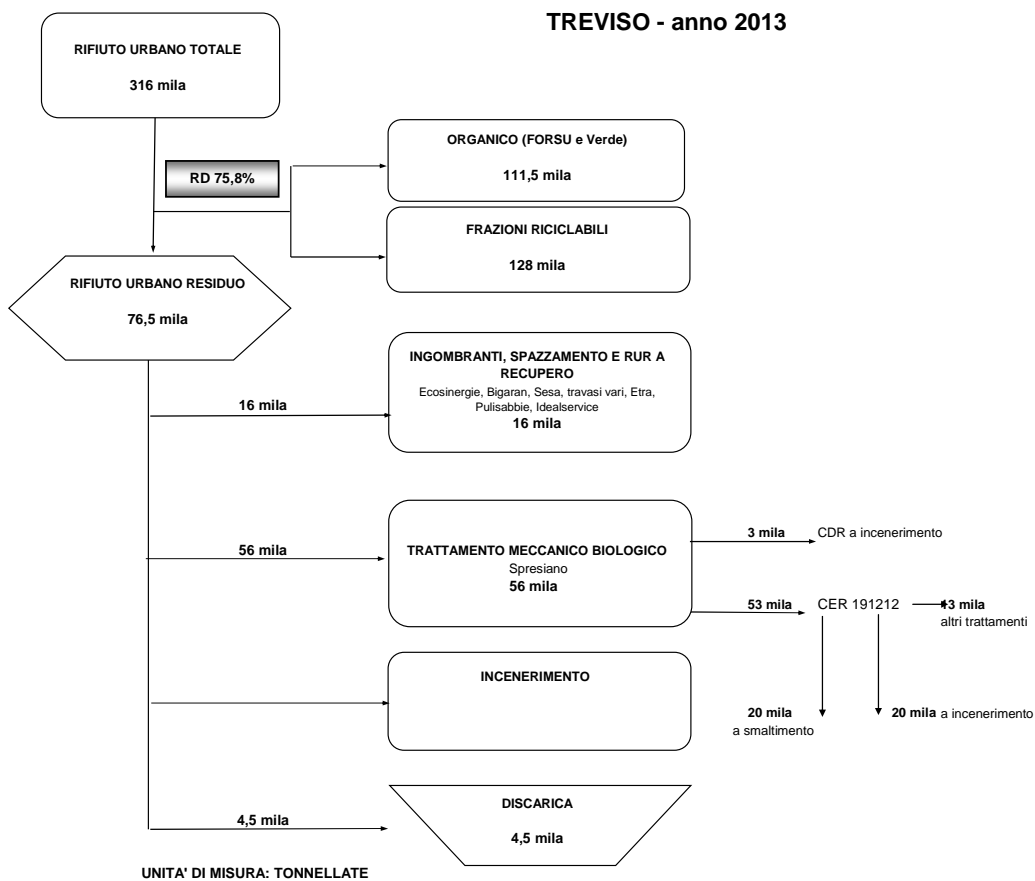 TREVISO - anno 2013
RIFIUTO URBANO TOTALE
316 mila
RD 75,8%
ORGANICO (FORSU e Verde)
111,5 mila
FRAZIONI RICICLABILI
128 mila
RIFIUTO URBANO RESIDUO
76,5 mila
16 mila
INGOMBRANTI, SPAZZAMENTO E RUR A
RECUPERO
Ecosinergie, Bigaran, Sesa, travasi vari, Etra,
Pulisabbie, Idealservice
16 mila
56 mila
TRATTAMENTO MECCANICO BIOLOGICO
Spresiano
56 mila
3 mila
CDR a incenerimento
53 mila
CER 191212
3 mila
altri trattamenti
20 mila
a smaltimento
20 mila a incenerimento
INCENERIMENTO
4,5 mila
DISCARICA
4,5 mila
UNITA' DI MISURA: TONNELLATE